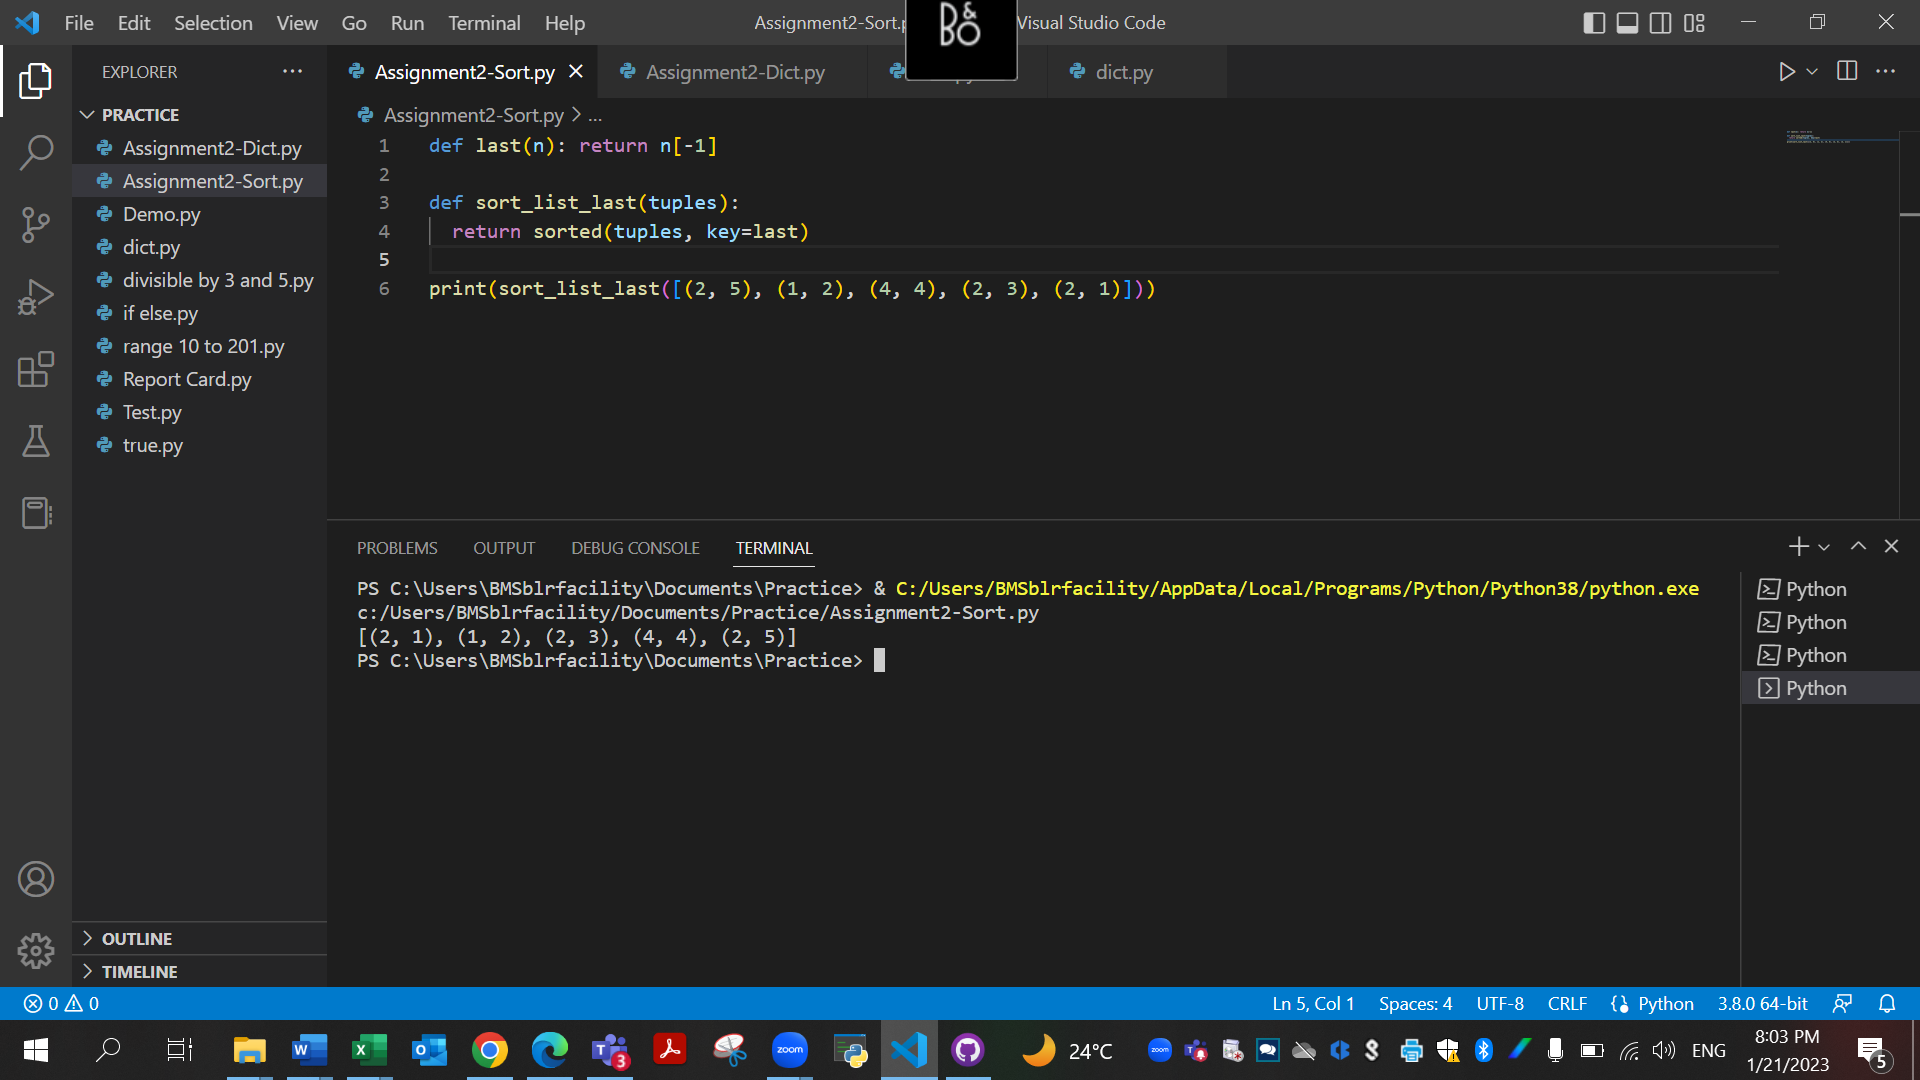 File Edit Selection View Go Run Terminal Help
Assignment2-Sort.p Visual Studio Code
B&O
EXPLORER
PRACTICE
Assignment2-Dict.py
Assignment2-Sort.py
Demo.py
dict.py
divisible by 3 and 5.py
if else.py
range 10 to 201.py
Report Card.py
Test.py
true.py
OUTLINE
TIMELINE
Assignment2-Sort.py Assignment2-Dict.py dict.py
Assignment2-Sort.py > ...
1 def last(n): return n[-1]
2
3 def sort_list_last(tuples):
4 return sorted(tuples, key=last)
5
6 print(sort_list_last([(2, 5), (1, 2), (4, 4), (2, 3), (2, 1)]))
PROBLEMS OUTPUT DEBUG CONSOLE TERMINAL
PS C:\Users\BMSblrfacility\Documents\Practice> & C:/Users/BMSblrfacility/AppData/Local/Programs/Python/Python38/python.exe
c:/Users/BMSblrfacility/Documents/Practice/Assignment2-Sort.py
[(2, 1), (1, 2), (2, 3), (4, 4), (2, 5)]
PS C:\Users\BMSblrfacility\Documents\Practice>
Python
Python
Python
Python
0 0 Ln 5, Col 1 Spaces: 4 UTF-8 CRLF Python 3.8.0 64-bit
zoom 3 24°C zoom ENG
8:03 PM
1/21/2023
5